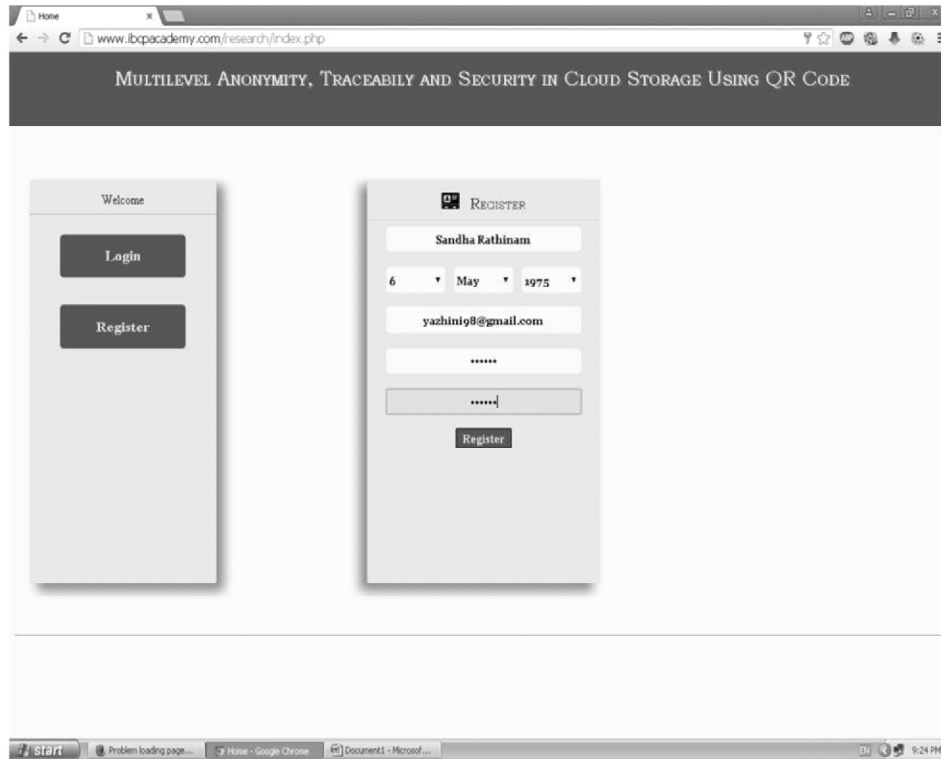 Home
www.ibcpacademy.com/research/index.php
Multilevel Anonymity, Traceabily and Security in Cloud Storage Using QR Code
Welcome
Login
Register
Register
Sandha Rathinam
6 May 1975
yazhini98@gmail.com
••••••
••••••
Register
start Problem loading page... Home - Google Chrome Document1 - Microsof... EN 9:24 PM